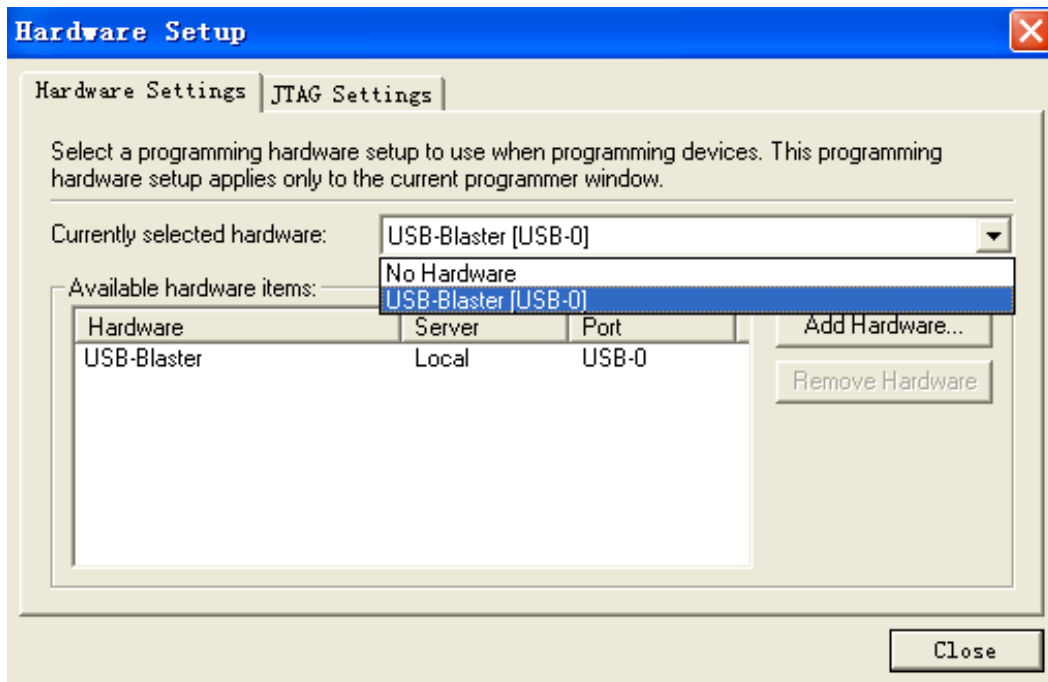 Hardware Setup
Hardware Settings
JTAG Settings
Select a programming hardware setup to use when programming devices. This programming
hardware setup applies only to the current programmer window.
Currently selected hardware:
USB-Blaster [USB-0]
No Hardware
USB-Blaster [USB-0]
Available hardware items:
Hardware Server Port
USB-Blaster Local USB-0
Add Hardware...
Remove Hardware
Close